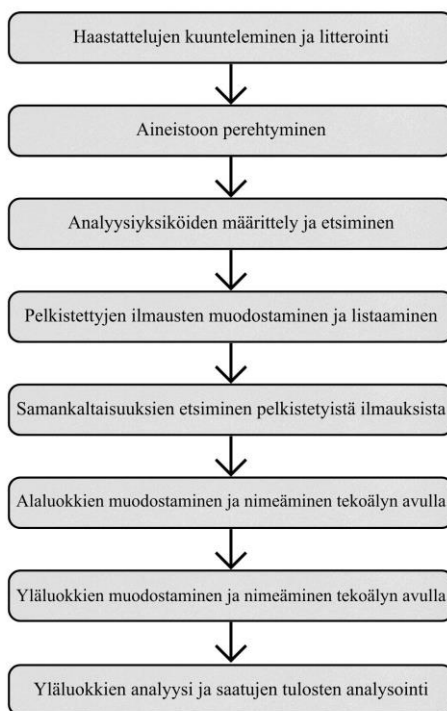 Haastattelujen kuunteleminen ja litterointi
Aineistoon perehtyminen
Analyysiyksiköiden määrittely ja etsiminen
Pelkistettyjen ilmausten muodostaminen ja listaaminen
Samankaltaisuuksien etsiminen pelkistetyistä ilmauksista
Alaluokkien muodostaminen ja nimeäminen tekoälyn avulla
Yläluokkien muodostaminen ja nimeäminen tekoälyn avulla
Yläluokkien analyysi ja saatujen tulosten analysointi